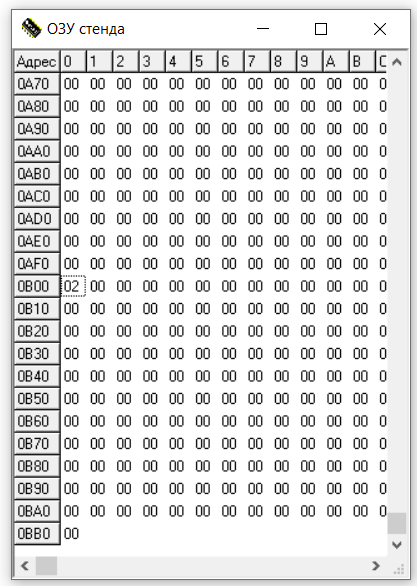 ОЗУ стенда
Адрес 0 1 2 3 4 5 6 7 8 9 A B C
0A70 00 00 00 00 00 00 00 00 00 00 00 00 0
0A80 00 00 00 00 00 00 00 00 00 00 00 00 0
0A90 00 00 00 00 00 00 00 00 00 00 00 00 0
0AA0 00 00 00 00 00 00 00 00 00 00 00 00 0
0AB0 00 00 00 00 00 00 00 00 00 00 00 00 0
0AC0 00 00 00 00 00 00 00 00 00 00 00 00 0
0AD0 00 00 00 00 00 00 00 00 00 00 00 00 0
0AE0 00 00 00 00 00 00 00 00 00 00 00 00 0
0AF0 00 00 00 00 00 00 00 00 00 00 00 00 0
0B00 02 00 00 00 00 00 00 00 00 00 00 00 0
0B10 00 00 00 00 00 00 00 00 00 00 00 00 0
0B20 00 00 00 00 00 00 00 00 00 00 00 00 0
0B30 00 00 00 00 00 00 00 00 00 00 00 00 0
0B40 00 00 00 00 00 00 00 00 00 00 00 00 0
0B50 00 00 00 00 00 00 00 00 00 00 00 00 0
0B60 00 00 00 00 00 00 00 00 00 00 00 00 0
0B70 00 00 00 00 00 00 00 00 00 00 00 00 0
0B80 00 00 00 00 00 00 00 00 00 00 00 00 0
0B90 00 00 00 00 00 00 00 00 00 00 00 00 0
0BA0 00 00 00 00 00 00 00 00 00 00 00 00 0
0BB0 00